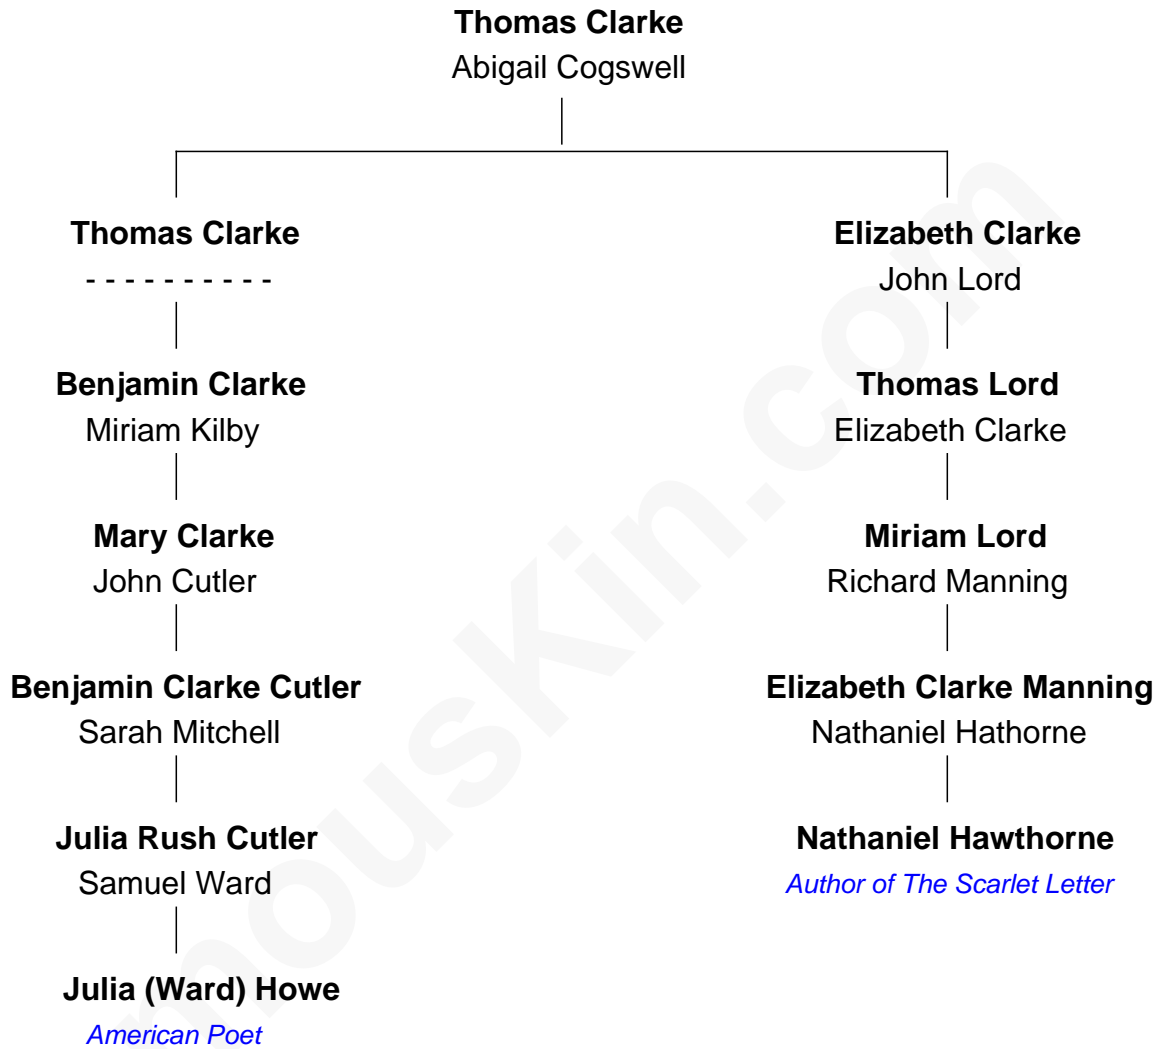 Thomas Clarke
Abigail Cogswell
Thomas Clarke
- - - - - - - - - -
Benjamin Clarke
Miriam Kilby
Mary Clarke
John Cutler
Benjamin Clarke Cutler
Sarah Mitchell
Julia Rush Cutler
Samuel Ward
Julia (Ward) Howe
American Poet
Elizabeth Clarke
John Lord
Thomas Lord
Elizabeth Clarke
Miriam Lord
Richard Manning
Elizabeth Clarke Manning
Nathaniel Hathorne
Nathaniel Hawthorne
Author of The Scarlet Letter
mousKin.com